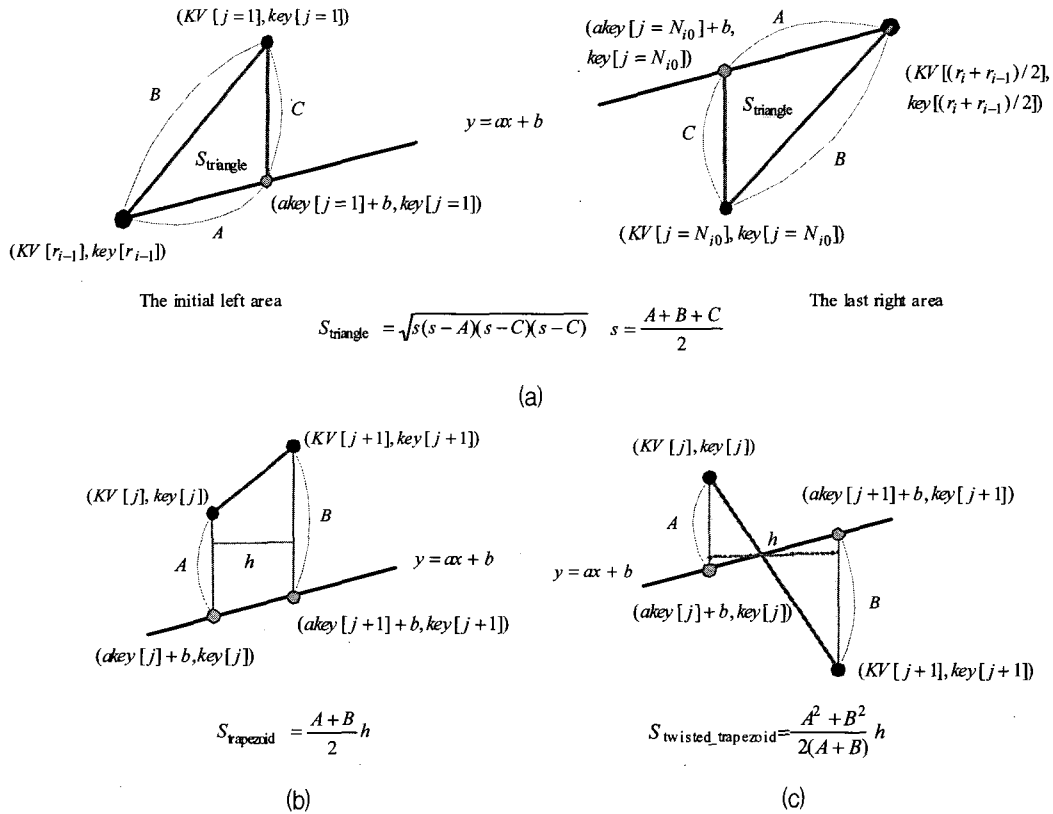 (KV[j=1],key[j=1])
B
C
S_triangle
y=ax+b
(akey[j=1]+b,key[j=1])
A
(KV[r_{i-1}],key[r_{i-1}])
The initial left area
(akey[j=N_{i0}]+b,
key[j=N_{i0}])
A
(KV[(r_i+r_{i-1})/2],
key[(r_i+r_{i-1})/2])
S_triangle
C
B
(KV[j=N_{i0}],key[j=N_{i0}])
The last right area
S_triangle = √s(s-A)(s-C)(s-C) s = (A+B+C)/2
(a)
(KV[j+1],key[j+1])
(KV[j],key[j])
B
A
h
y=ax+b
(akey[j+1]+b,key[j+1])
(akey[j]+b,key[j])
S_trapezoid = (A+B)/2 h
(b)
(KV[j],key[j])
(akey[j+1]+b,key[j+1])
A
h
y=ax+b
(akey[j]+b,key[j])
B
(KV[j+1],key[j+1])
S_twisted_trapezoid = (A²+B²)/2(A+B) h
(c)